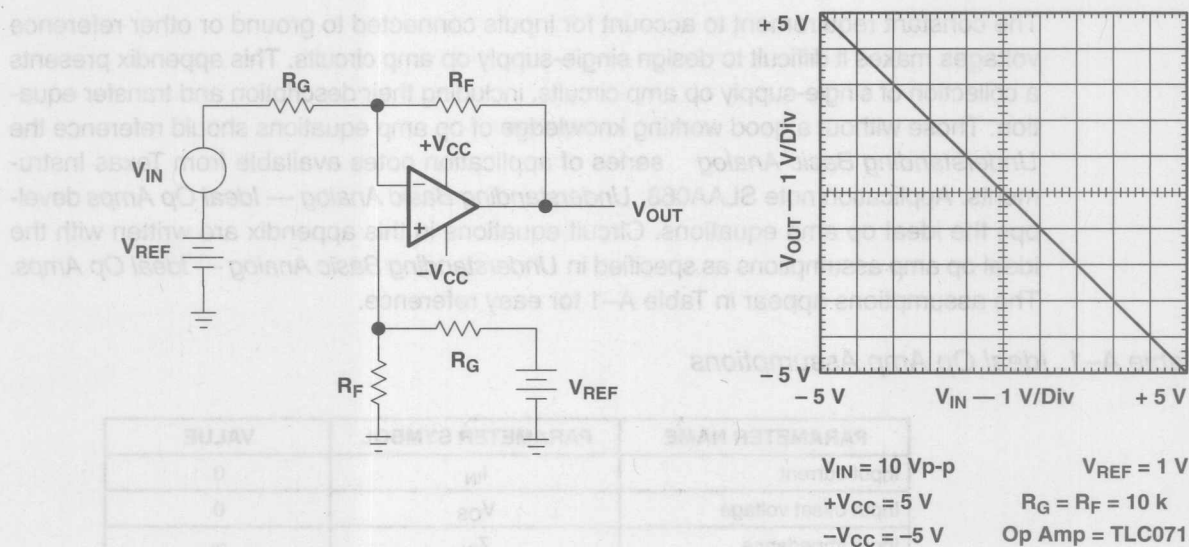 R_G
R_F
+V_CC
V_IN
V_REF
−
+
−V_CC
V_OUT
R_G
R_F
V_REF
+5 V
V_OUT — 1 V/Div
−5 V
−5 V
V_IN — 1 V/Div
+5 V
V_IN = 10 Vp-p
V_REF = 1 V
+V_CC = 5 V
R_G = R_F = 10 k
−V_CC = −5 V
Op Amp = TLC071